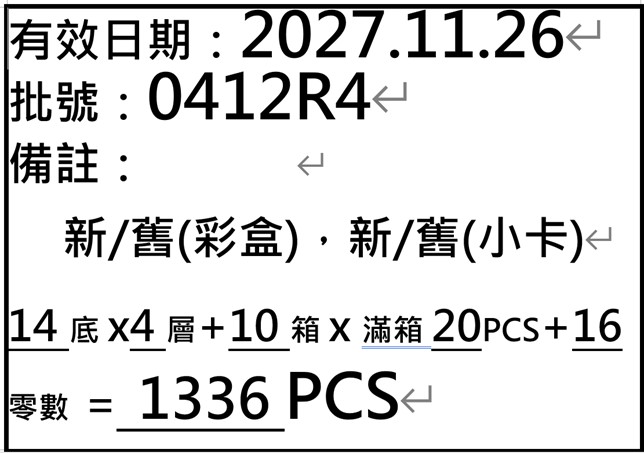 有效日期：2027.11.26
批號：0412R4
備註：
新/舊(彩盒)，新/舊(小卡)
14 底 x4 層+10 箱 x 滿箱 20PCS+16
零數 = 1336 PCS